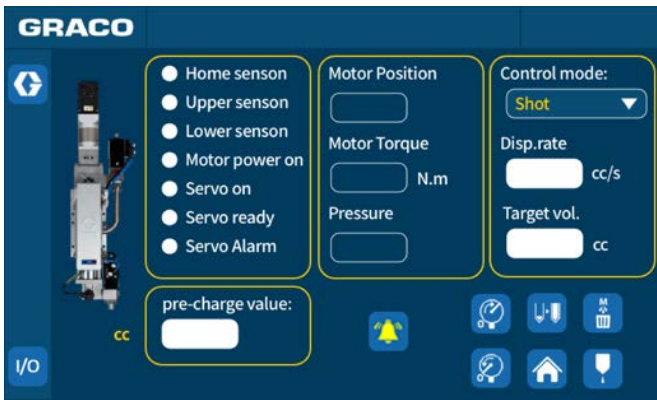 GRACO
Home senson
Upper senson
Lower senson
Motor power on
Servo on
Servo ready
Servo Alarm
Motor Position
Motor Torque
N.m
Pressure
Control mode:
Shot
Disp.rate
cc/s
Target vol.
cc
cc
pre-charge value:
M
I/O